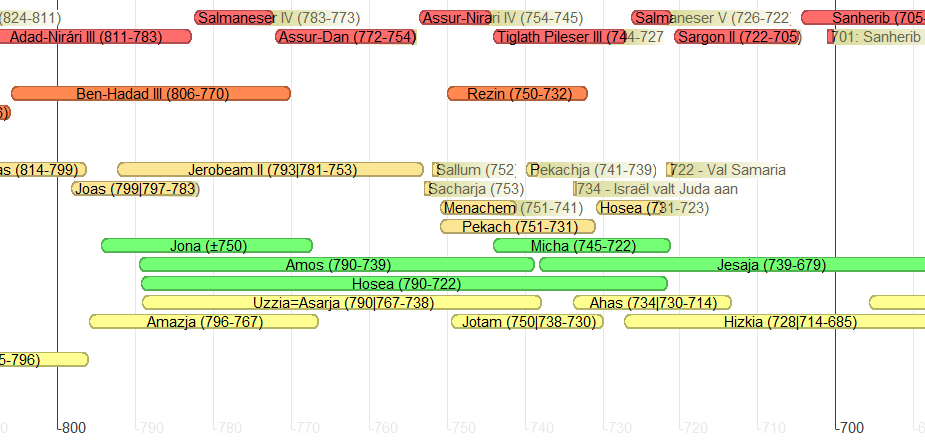 (824-811) Salmaneser IV (783-773) Assur-Nirari IV (754-745) Salmaneser V (726-722) Sanherib (705-
Adad-Nirári III (811-783) Assur-Dan (772-754) Tiglath Pileser III (744-727 Sargon II (722-705) 701: Sanherib
Ben-Hadad III (806-770) Rezin (750-732)
6)
as (814-799) Jerobeam II (793|781-753) Sallum (752) Pekachja (741-739) 722 - Val Samaria
Joas (799|797-783) Sacharja (753) 734 - Israël valt Juda aan
Menachem (751-741) Hosea (731-723)
Pekach (751-731)
Jona (±750) Micha (745-722)
Amos (790-739) Jesaja (739-679)
Hosea (790-722)
Uzzia=Asarja (790|767-738) Ahas (734|730-714)
Amazja (796-767) Jotam (750|738-730) Hizkia (728|714-685)
5-796)
0 -800 -790 -780 -770 -760 -750 -740 -730 -720 -710 -700 -6